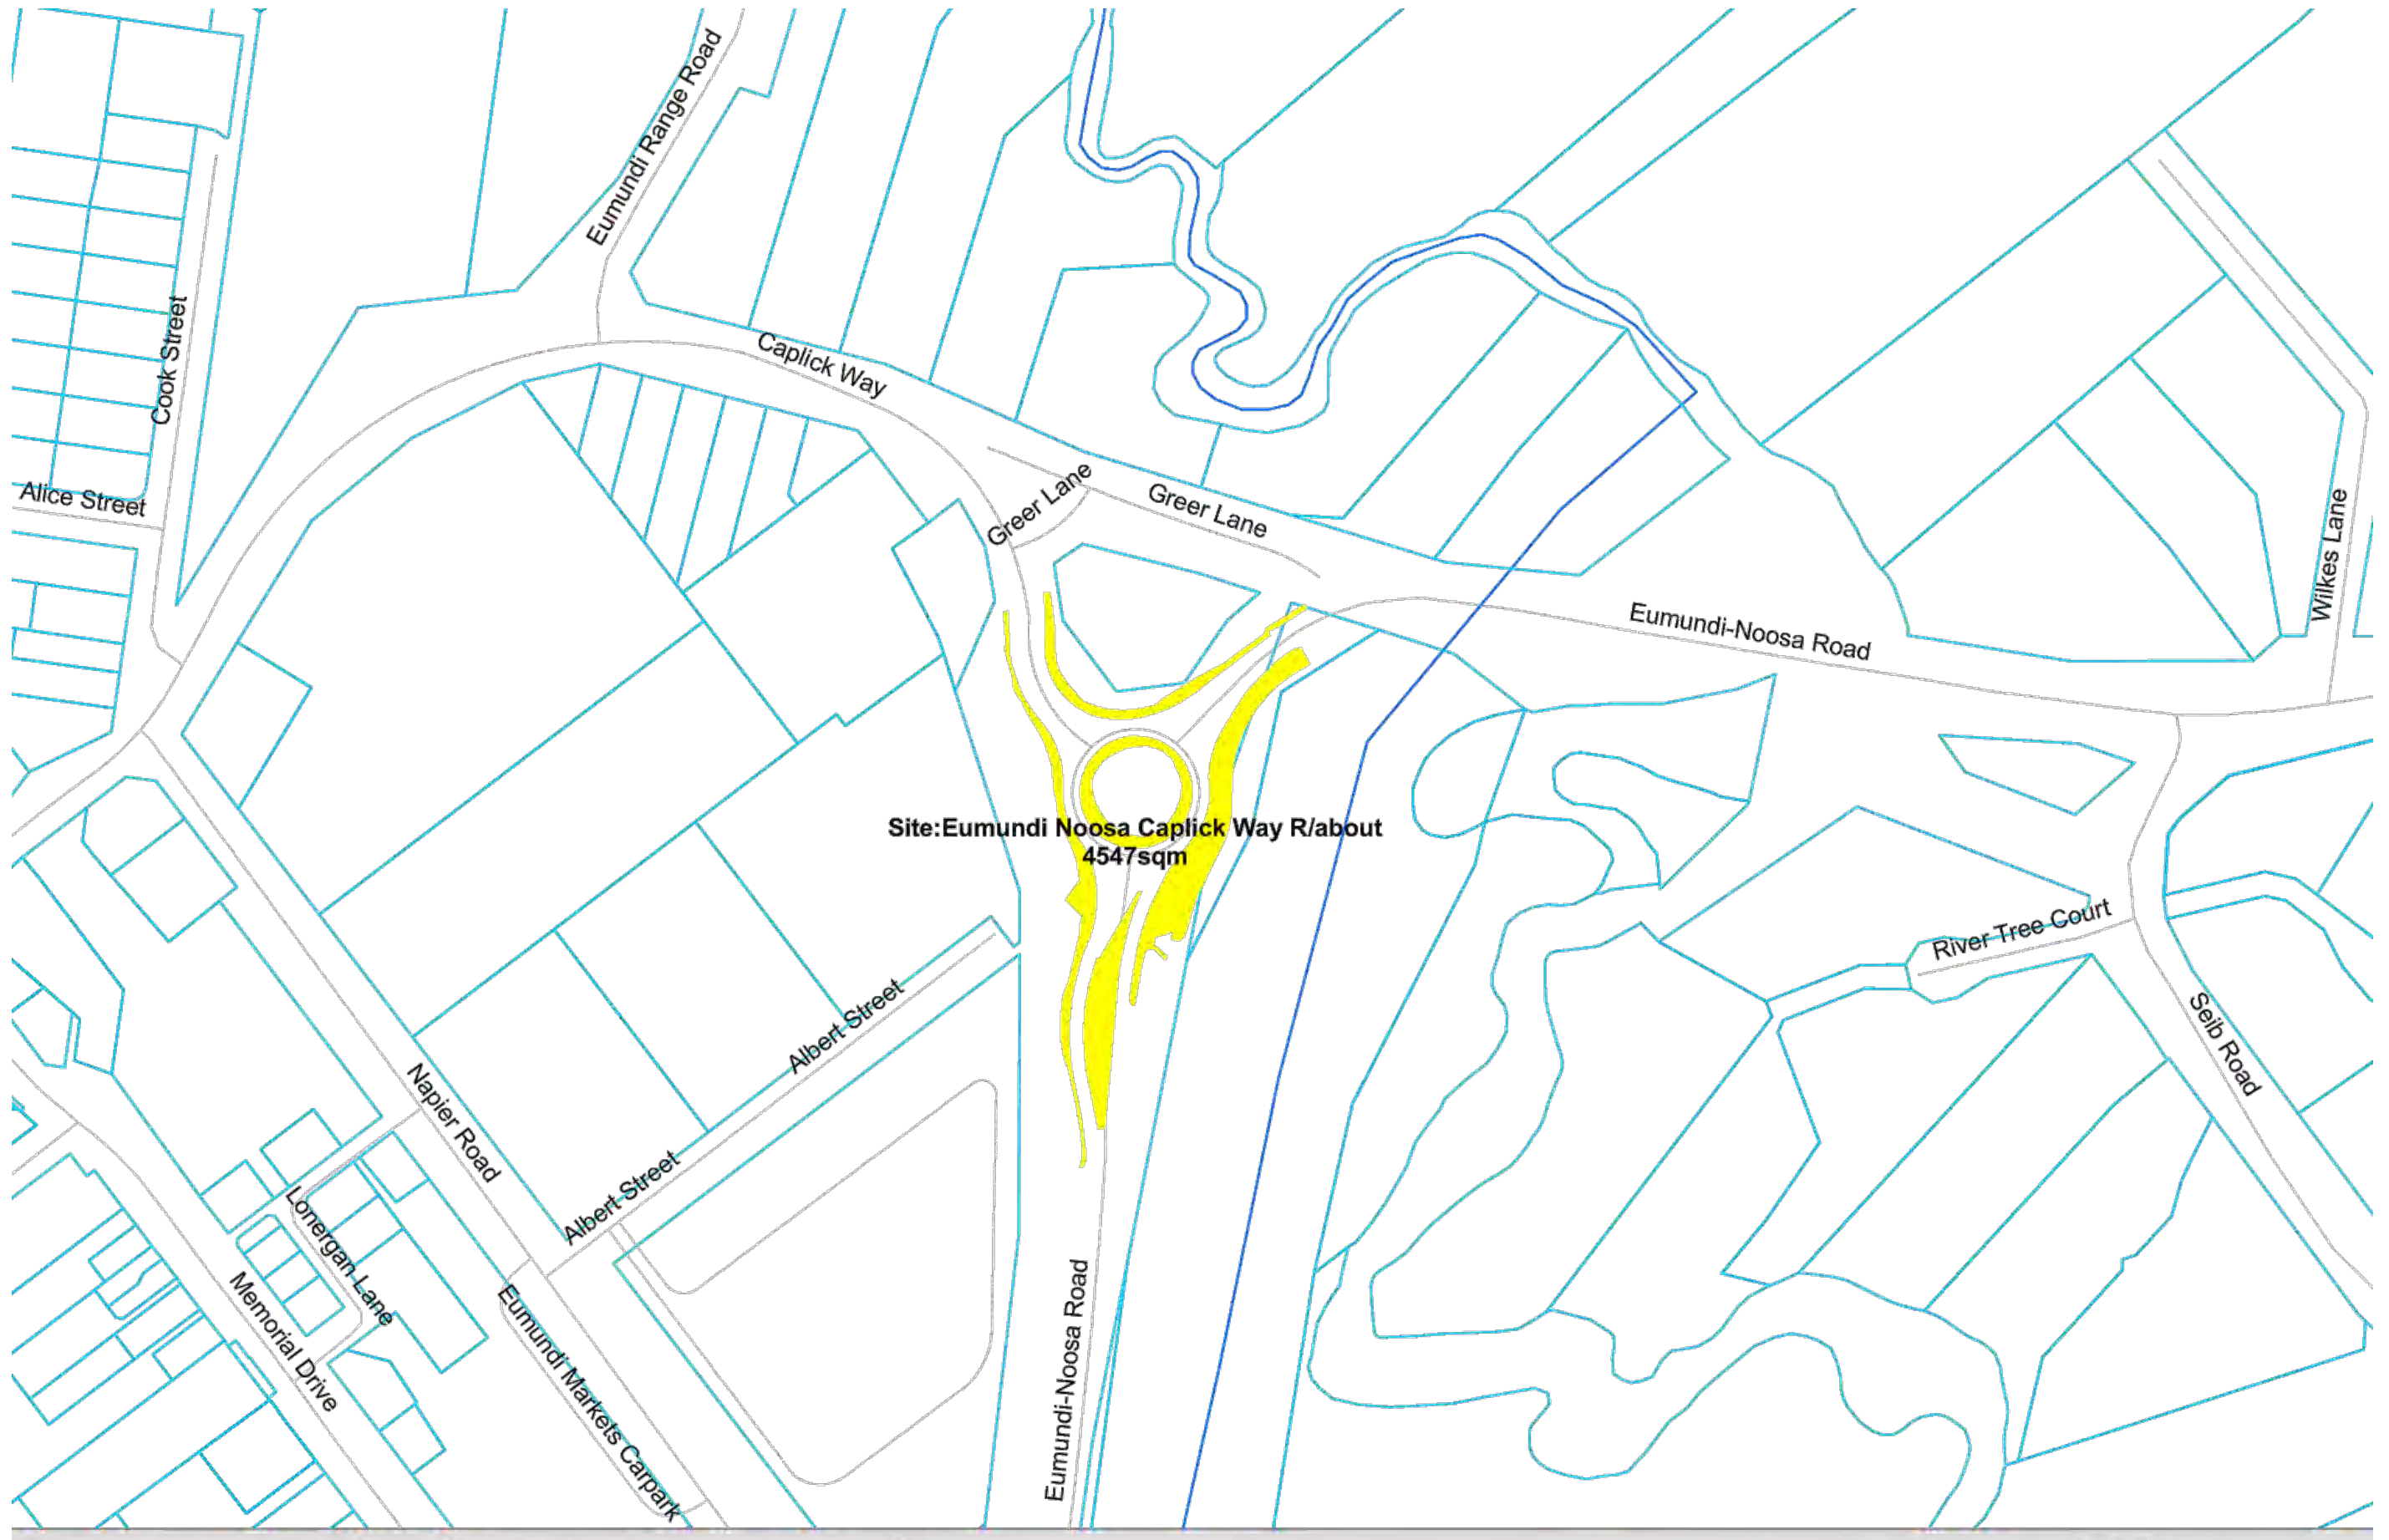 Eumundi Range Road
Cook Street
Caplick Way
Alice Street
Greer Lane
Greer Lane
Wilkes Lane
Eumundi-Noosa Road
Site:Eumundi Noosa Caplick Way R/about
4547sqm
River Tree Court
Albert Street
Seib Road
Napier Road
Albert Street
Lonergan Lane
Memorial Drive
Eumundi Markets Carpark
Eumundi-Noosa Road